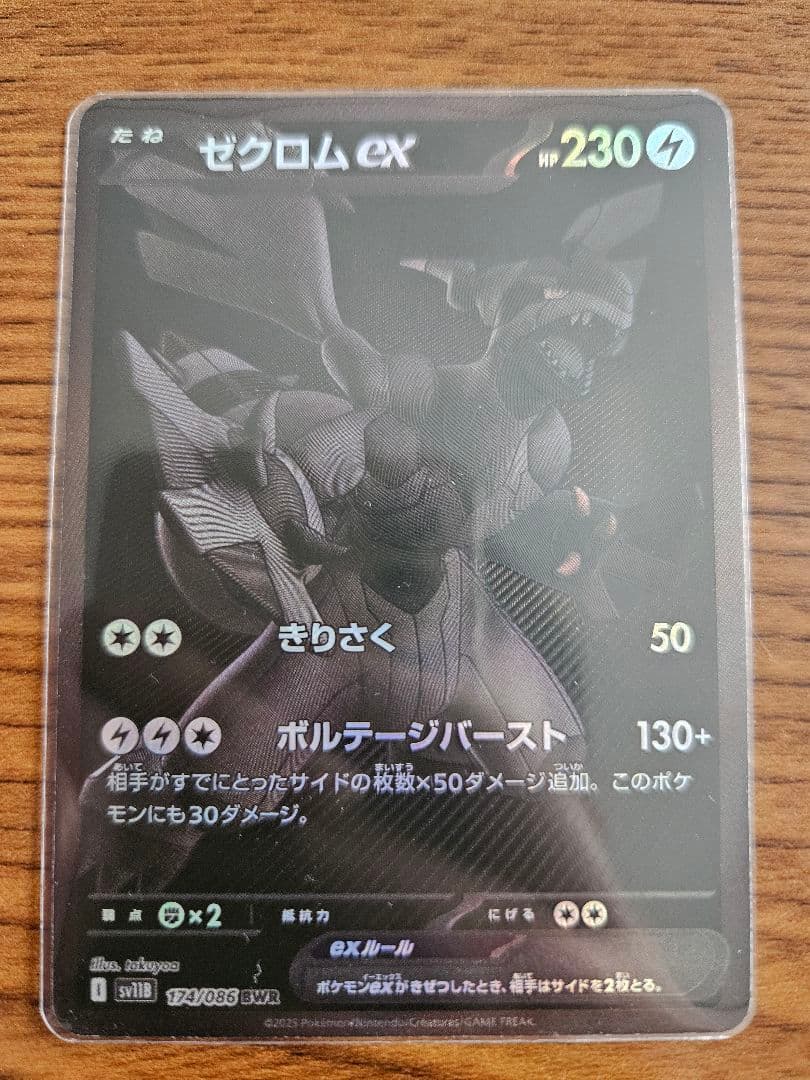 たね ゼクロムex HP230
きりさく 50
ボルテージバースト 130+
相手がすでにとったサイドの枚数×50ダメージ追加。このポケ
モンにも30ダメージ。
弱点 ×2 抵抗力 にげる
exルール
illus. takuyoa
ポケモンexがきぜつしたとき、相手はサイドを2枚とる。
I sv11B 174/086 BWR
©2025 Pokémon/Nintendo/Creatures/GAME FREAK.